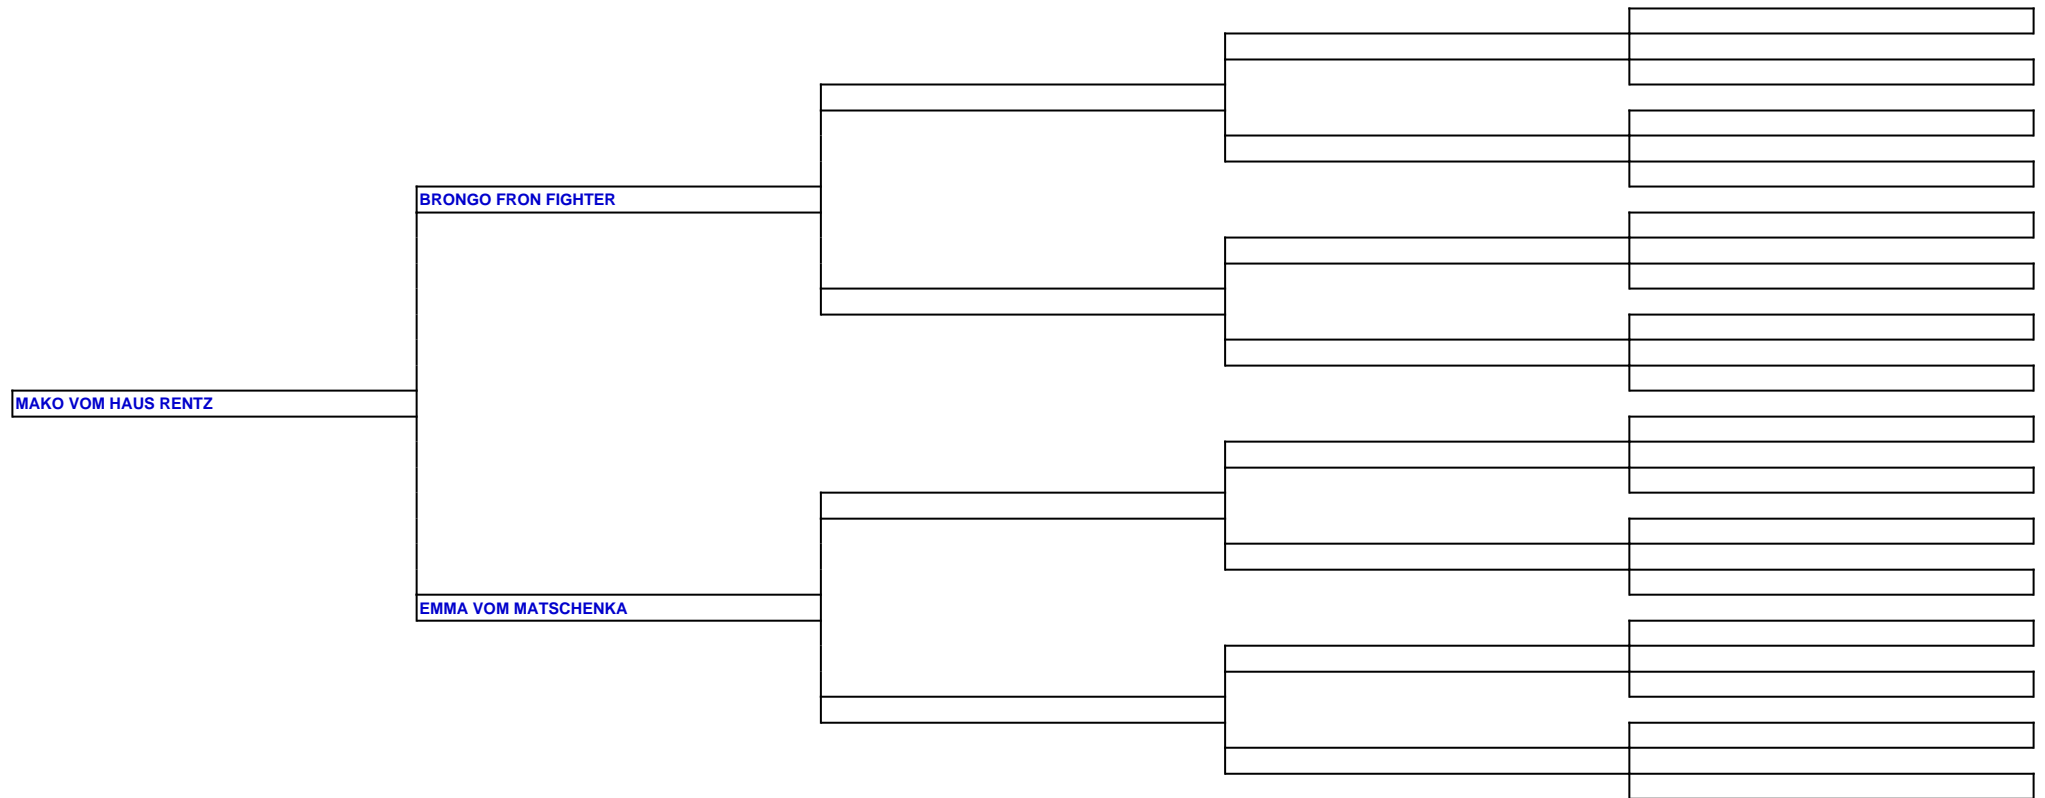 BRONGO FRON FIGHTER
MAKO VOM HAUS RENTZ
EMMA VOM MATSCHENKA